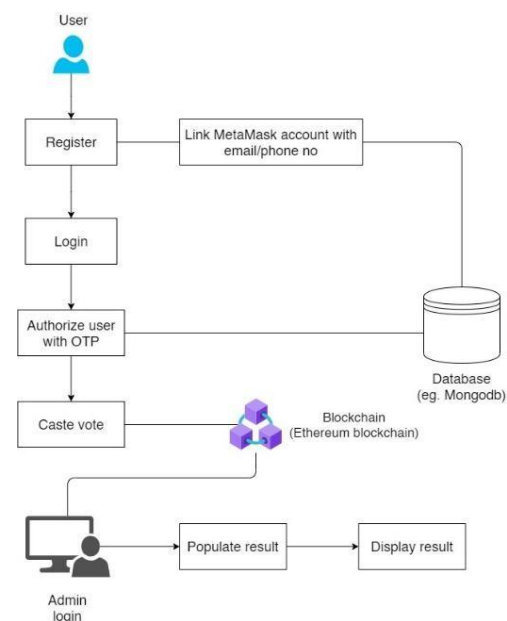 User
Register
Link MetaMask account with
email/phone no
Login
Authorize user
with OTP
Database
(eg. Mongodb)
Caste vote
Blockchain
(Ethereum blockchain)
Populate result
Display result
Admin
login